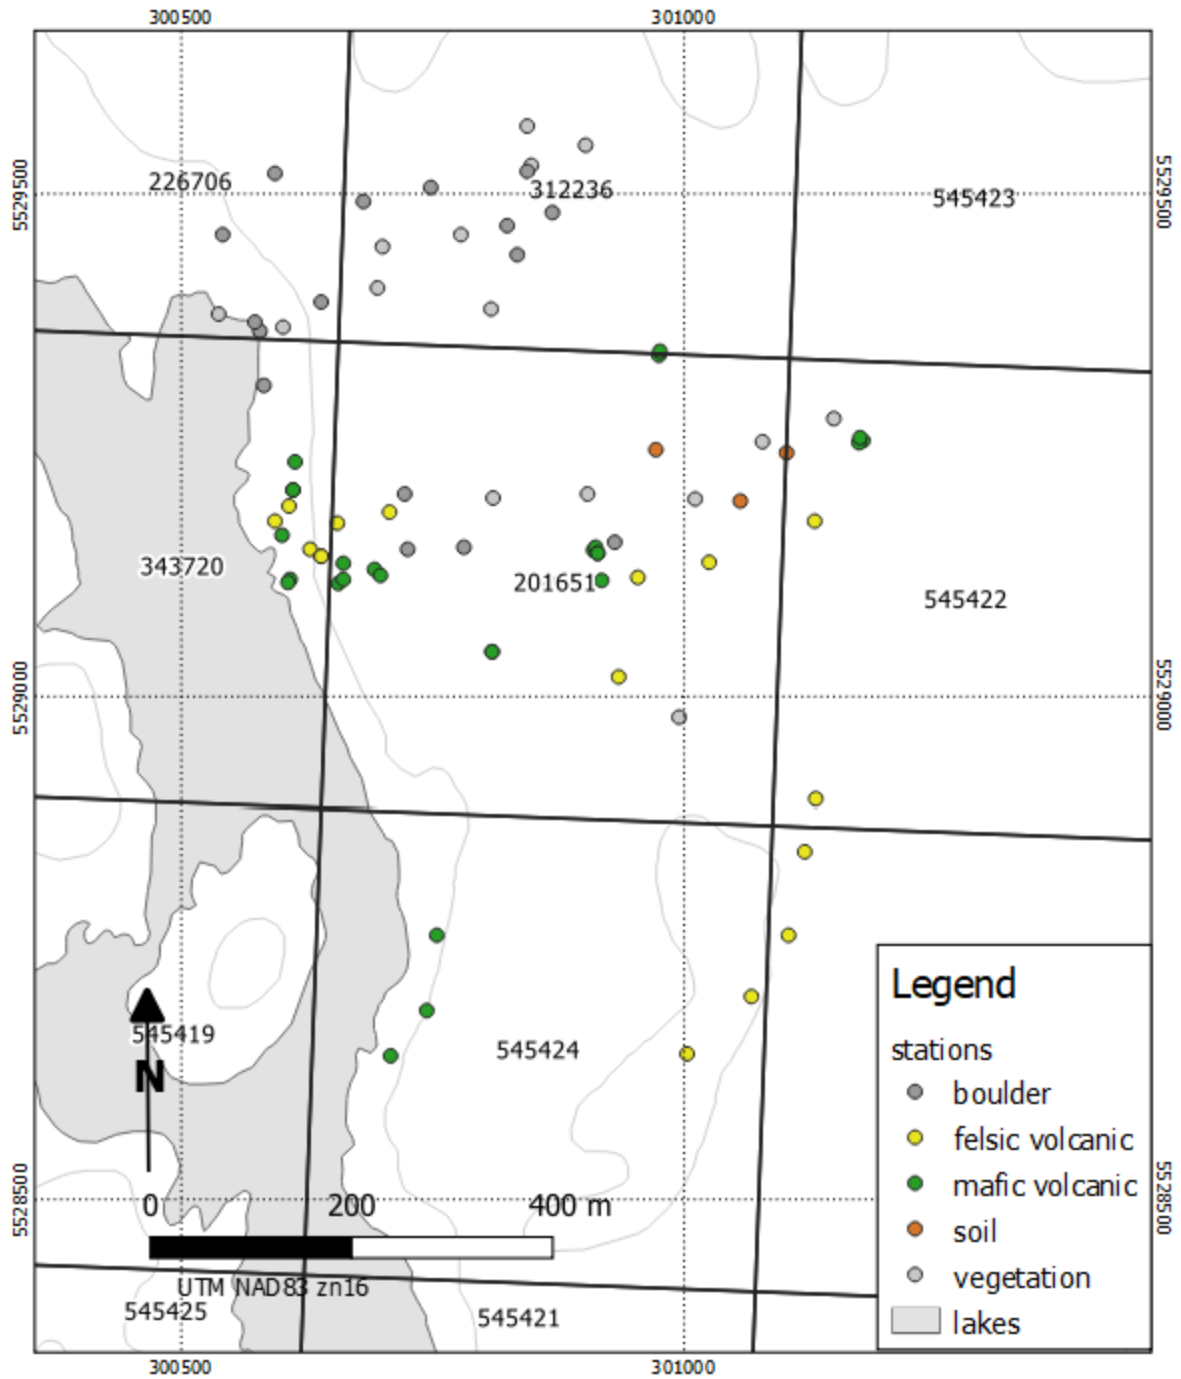 300500 301000
5529500
5529500
226706
312236
545423
343720
201651
545422
5529000
5529000
545419
N
545424
5528500
5528500
0 200 400 m
UTM NAD83 zn16
545425
545421
Legend
stations
boulder
felsic volcanic
mafic volcanic
soil
vegetation
lakes
300500 301000